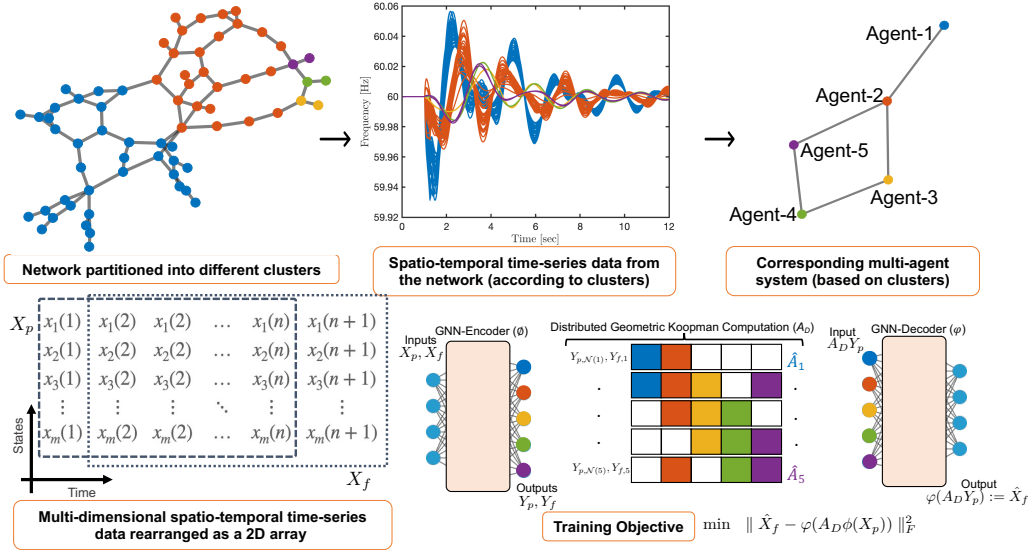 60.06
60.04
60.02
60.00
59.98
59.96
59.94
59.92
Frequency [Hz]
0 2 4 6 8 10 12
Time [sec]
Agent-1
Agent-2
Agent-5
Agent-3
Agent-4
Network partitioned into different clusters
Spatio-temporal time-series data from
the network (according to clusters)
Corresponding multi-agent
system (based on clusters)
X_p
x_1(1) x_1(2) x_1(2) … x_1(n) x_1(n + 1)
x_2(1) x_2(2) x_2(2) … x_2(n) x_2(n + 1)
x_3(1) x_3(2) x_3(2) … x_3(n) x_3(n + 1)
⋮ ⋮ ⋮ ⋱ ⋮ ⋮
x_m(1) x_m(2) x_m(2) … x_m(n) x_m(n + 1)
X_f
States
Time
Multi-dimensional spatio-temporal time-series
data rearranged as a 2D array
GNN-Encoder (∅)
Inputs
X_p, X_f
Outputs
Y_p, Y_f
Distributed Geometric Koopman Computation (A_D)
Y_{p,𝒩(1)}, Y_{f,1}
Â_1
Y_{p,𝒩(5)}, Y_{f,5}
Â_5
GNN-Decoder (φ)
Input
A_D Y_p
Output
φ(A_D Y_p) := X̂_f
Training Objective
min ‖ X̂_f − φ(A_D ϕ(X_p)) ‖_F^2